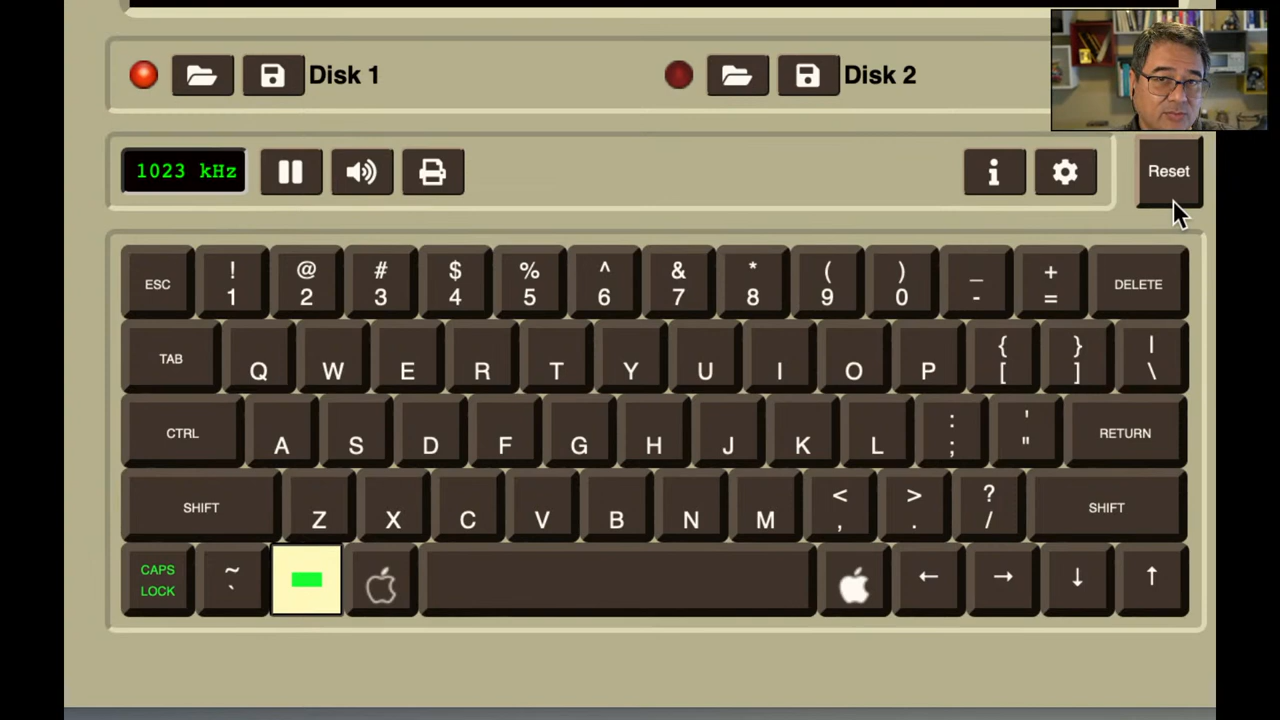 Disk 1 Disk 2
1023 kHz Reset
ESC ! 1 @ 2 # 3 $ 4 % 5 ^ 6 & 7 * 8 ( 9 ) 0 _ - + = DELETE
TAB Q W E R T Y U I O P { [ } ] | \
CTRL A S D F G H J K L : ; ' " RETURN
SHIFT Z X C V B N M < , > . ? / SHIFT
CAPS LOCK ~ ` ← → ↓ ↑